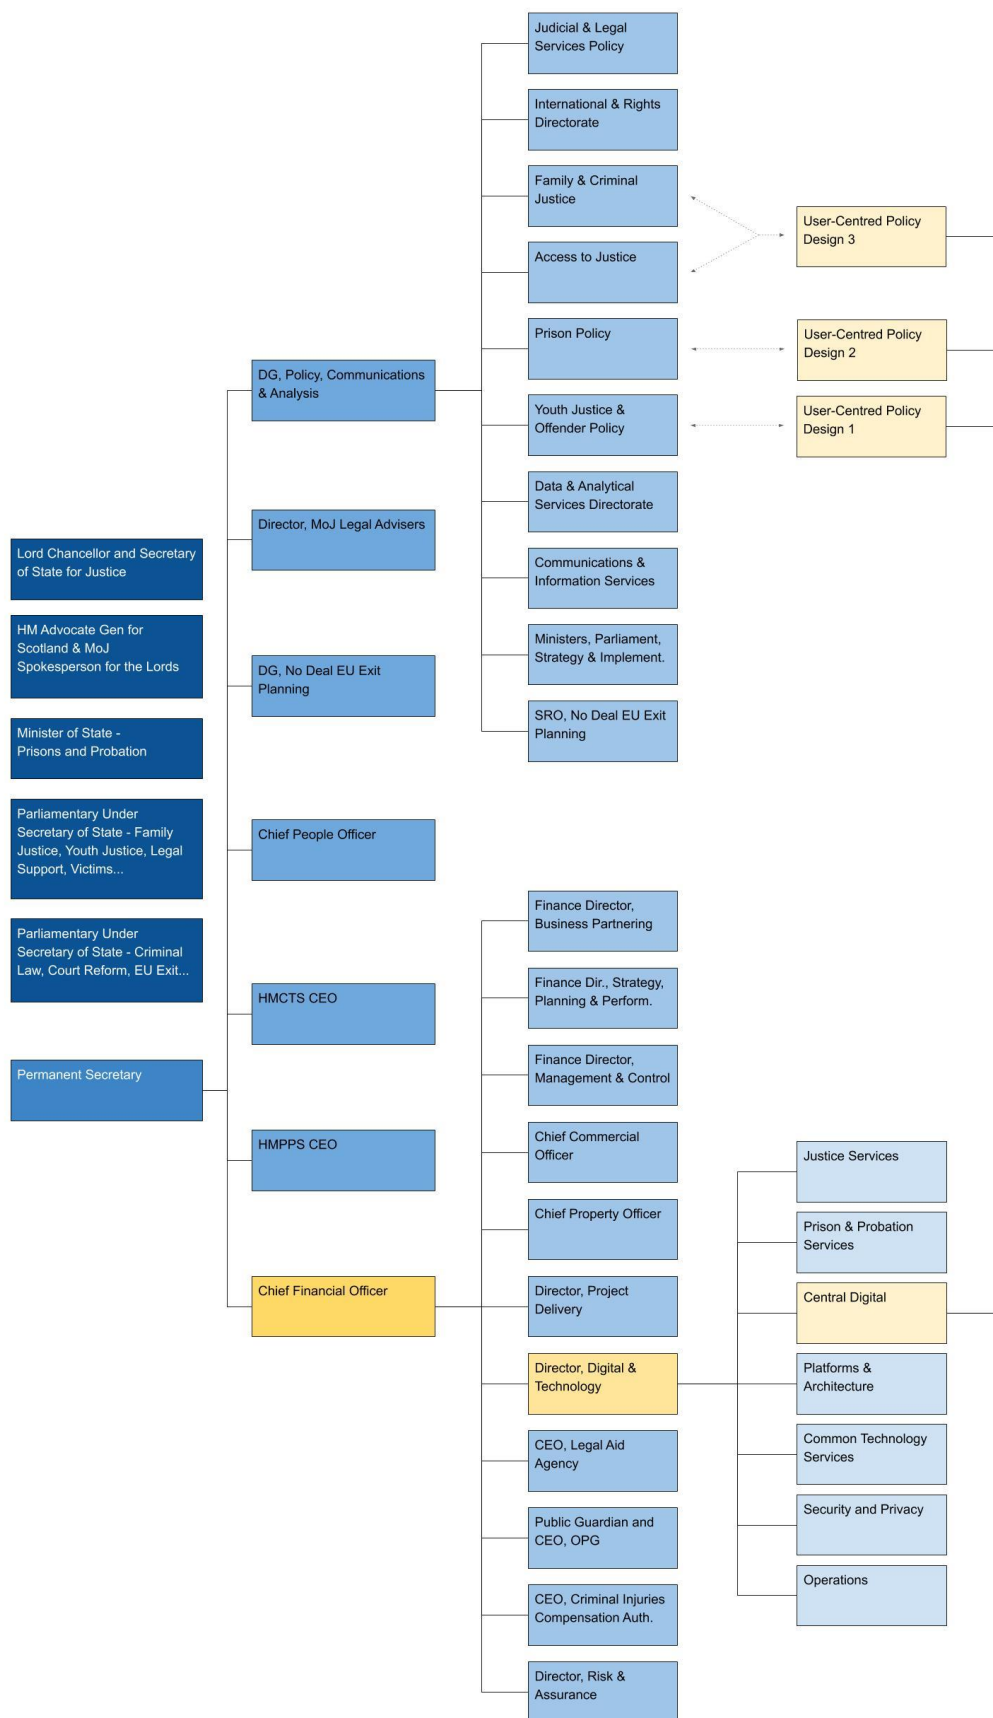 Lord Chancellor and Secretary
of State for Justice
HM Advocate Gen for
Scotland & MoJ
Spokesperson for the Lords
Minister of State -
Prisons and Probation
Parliamentary Under
Secretary of State - Family
Justice, Youth Justice, Legal
Support, Victims...
Parliamentary Under
Secretary of State - Criminal
Law, Court Reform, EU Exit...
Permanent Secretary
DG, Policy, Communications
& Analysis
Director, MoJ Legal Advisers
DG, No Deal EU Exit
Planning
Chief People Officer
HMCTS CEO
HMPPS CEO
Chief Financial Officer
Judicial & Legal
Services Policy
International & Rights
Directorate
Family & Criminal
Justice
Access to Justice
Prison Policy
Youth Justice &
Offender Policy
Data & Analytical
Services Directorate
Communications &
Information Services
Ministers, Parliament,
Strategy & Implement.
SRO, No Deal EU Exit
Planning
Finance Director,
Business Partnering
Finance Dir., Strategy,
Planning & Perform.
Finance Director,
Management & Control
Chief Commercial
Officer
Chief Property Officer
Director, Project
Delivery
Director, Digital &
Technology
CEO, Legal Aid
Agency
Public Guardian and
CEO, OPG
CEO, Criminal Injuries
Compensation Auth.
Director, Risk &
Assurance
User-Centred Policy
Design 3
User-Centred Policy
Design 2
User-Centred Policy
Design 1
Justice Services
Prison & Probation
Services
Central Digital
Platforms &
Architecture
Common Technology
Services
Security and Privacy
Operations